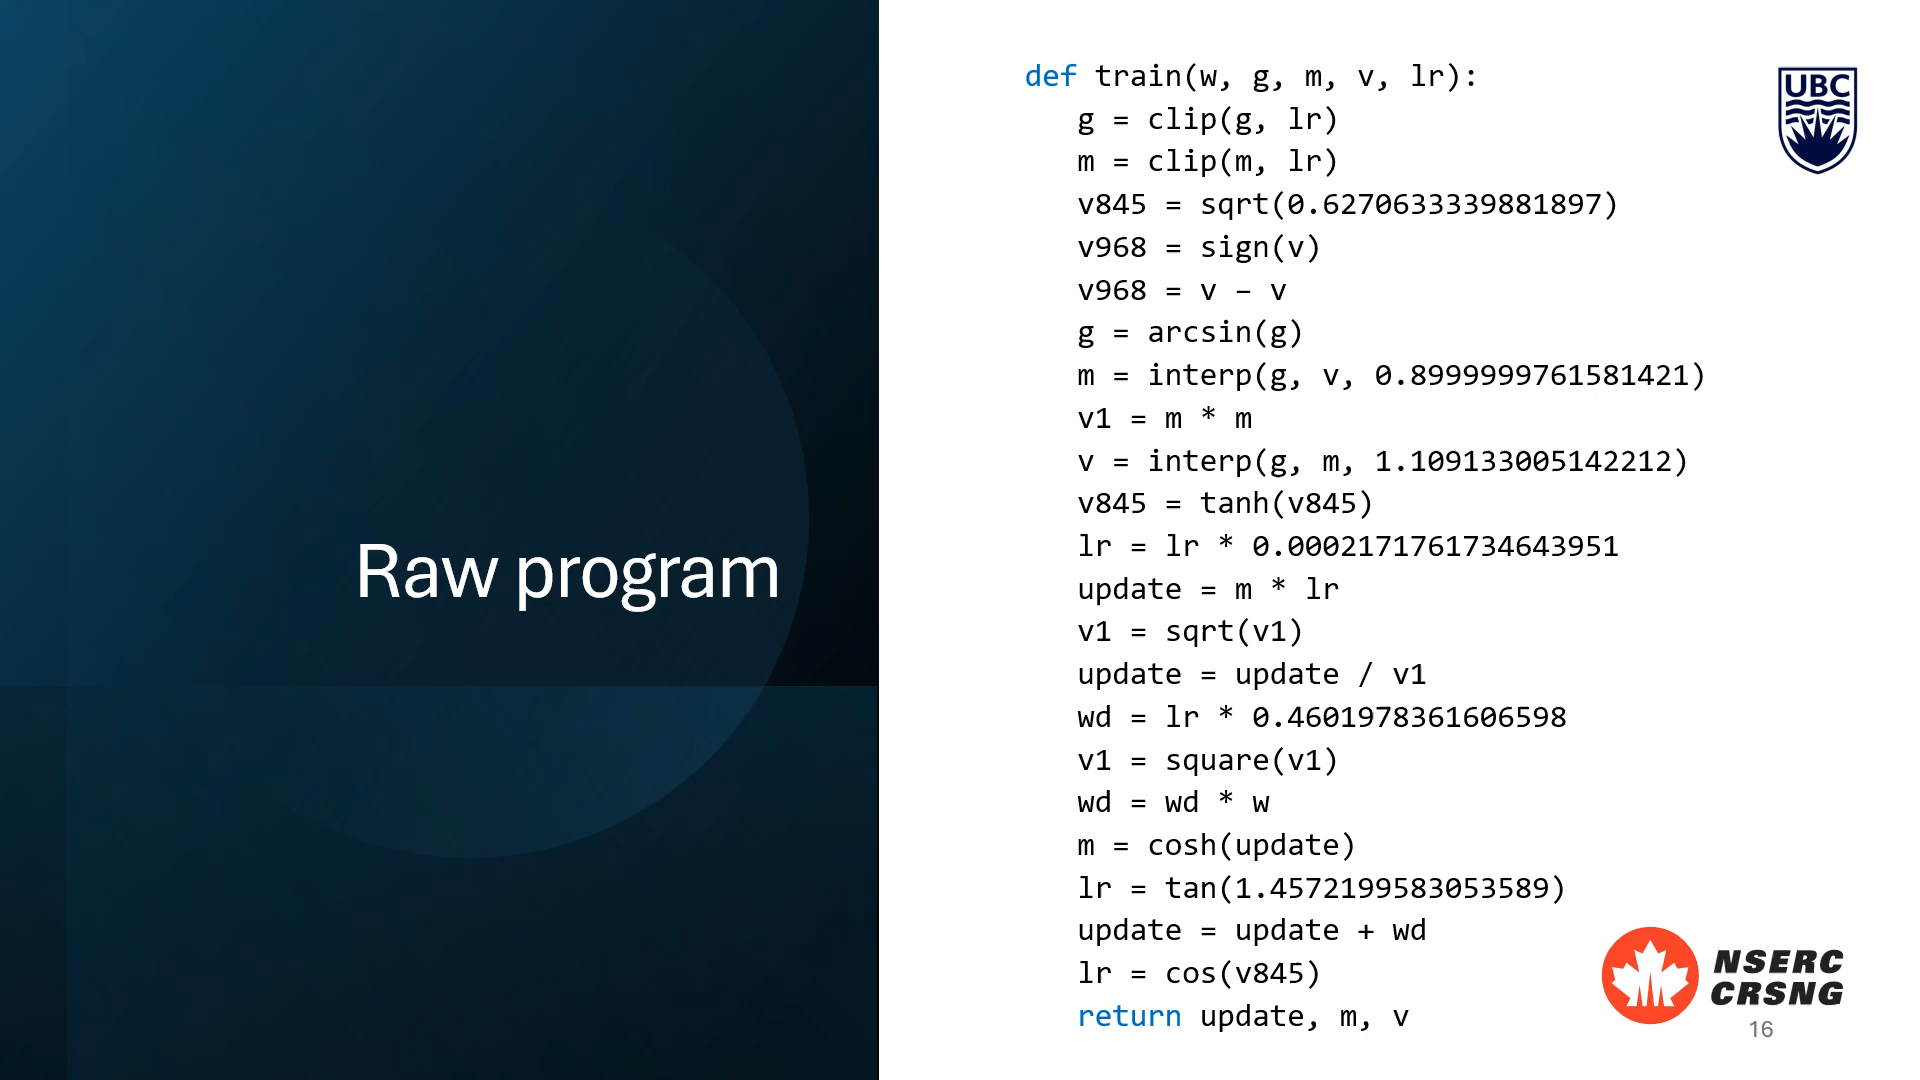 Raw program
def train(w, g, m, v, lr):
g = clip(g, lr)
m = clip(m, lr)
v845 = sqrt(0.6270633339881897)
v968 = sign(v)
v968 = v – v
g = arcsin(g)
m = interp(g, v, 0.8999999761581421)
v1 = m * m
v = interp(g, m, 1.109133005142212)
v845 = tanh(v845)
lr = lr * 0.0002171761734643951
update = m * lr
v1 = sqrt(v1)
update = update / v1
wd = lr * 0.4601978361606598
v1 = square(v1)
wd = wd * w
m = cosh(update)
lr = tan(1.4572199583053589)
update = update + wd
lr = cos(v845)
return update, m, v
UBC
NSERC
CRSNG
16